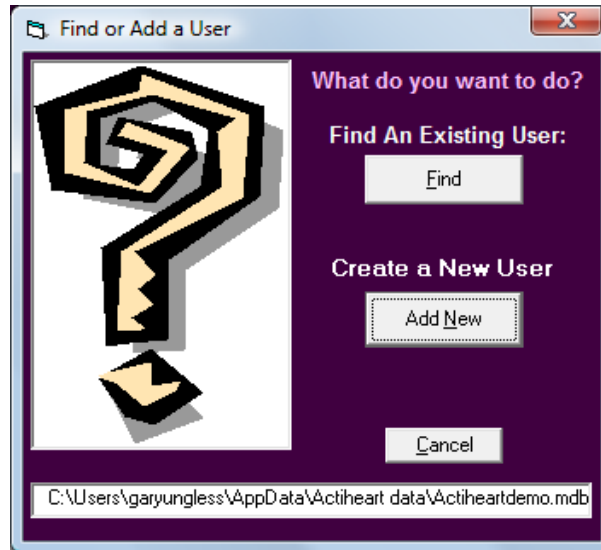 Find or Add a User
What do you want to do?
Find An Existing User:
Find
Create a New User
Add New
Cancel
C:\Users\garyungless\AppData\Actiheart data\Actiheartdemo.mdb